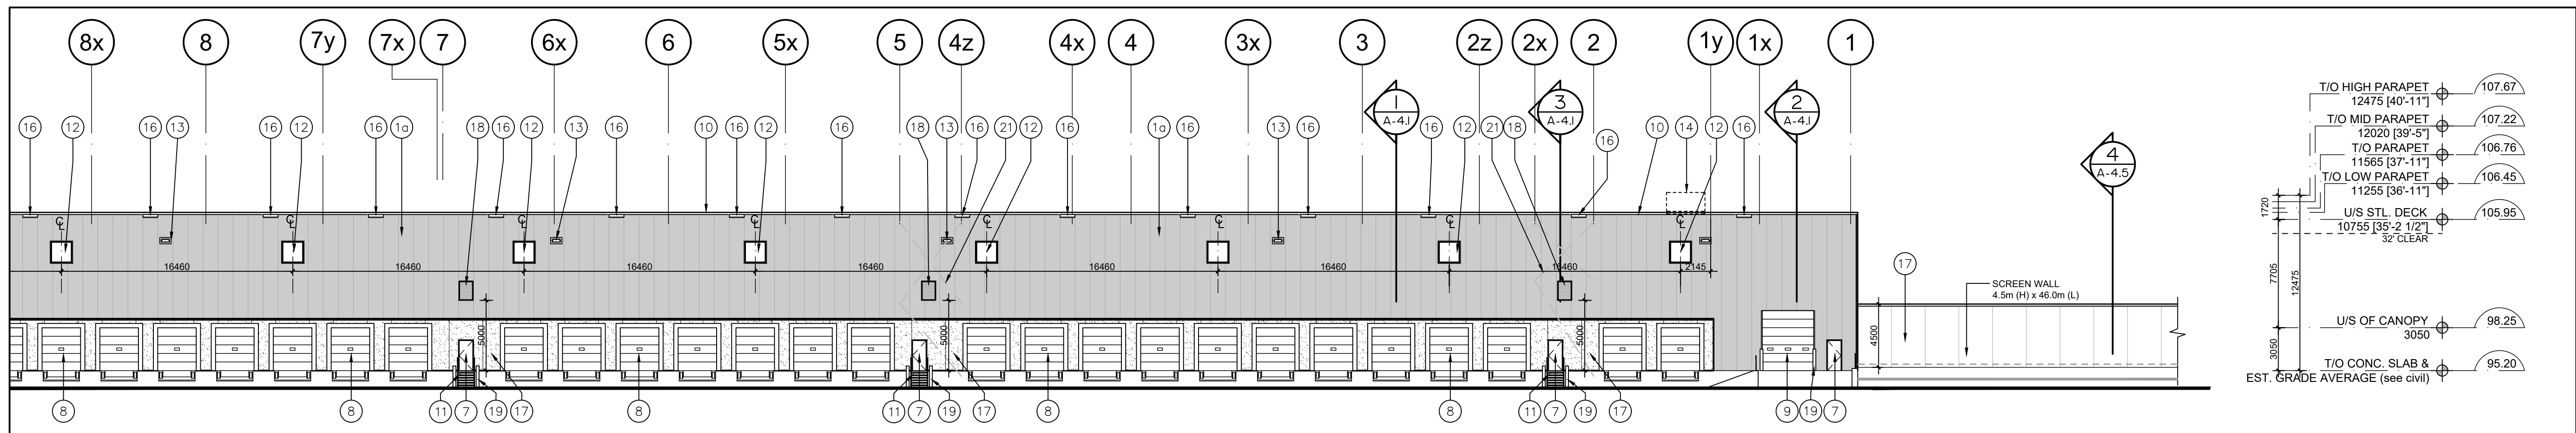 8x 8 7y 7x 7 6x 6 5x 5 4z 4x 4 3x 3 2z 2x 2 1y 1x 1
1 A-4.1
3 A-4.1
2 A-4.1
4 A-4.5
16 12 16 13 16 12 16 1a 18 16 12 13 16 10 16 12 16 18 13 16 21 12 16 1a 16 13 16 16 12 21 18 16 10 14 12 16
℄ ℄ ℄ ℄ ℄ ℄ ℄ ℄
16460 16460 16460 16460 16460 16460 16460 2145
5000 5000 5000
17
SCREEN WALL
4.5m (H) x 46.0m (L)
4500
8 8 11 7 19 17 8 11 7 19 17 8 8 11 7 19 17 9 19 7
T/O HIGH PARAPET 107.67
12475 [40'-11"]
T/O MID PARAPET 107.22
12020 [39'-5"]
T/O PARAPET 106.76
11565 [37'-11"]
T/O LOW PARAPET 106.45
11255 [36'-11"]
U/S STL. DECK 105.95
10755 [35'-2 1/2"]
32' CLEAR
1720
7705
12475
3050
U/S OF CANOPY 98.25
3050
T/O CONC. SLAB & 95.20
EST. GRADE AVERAGE (see civil)